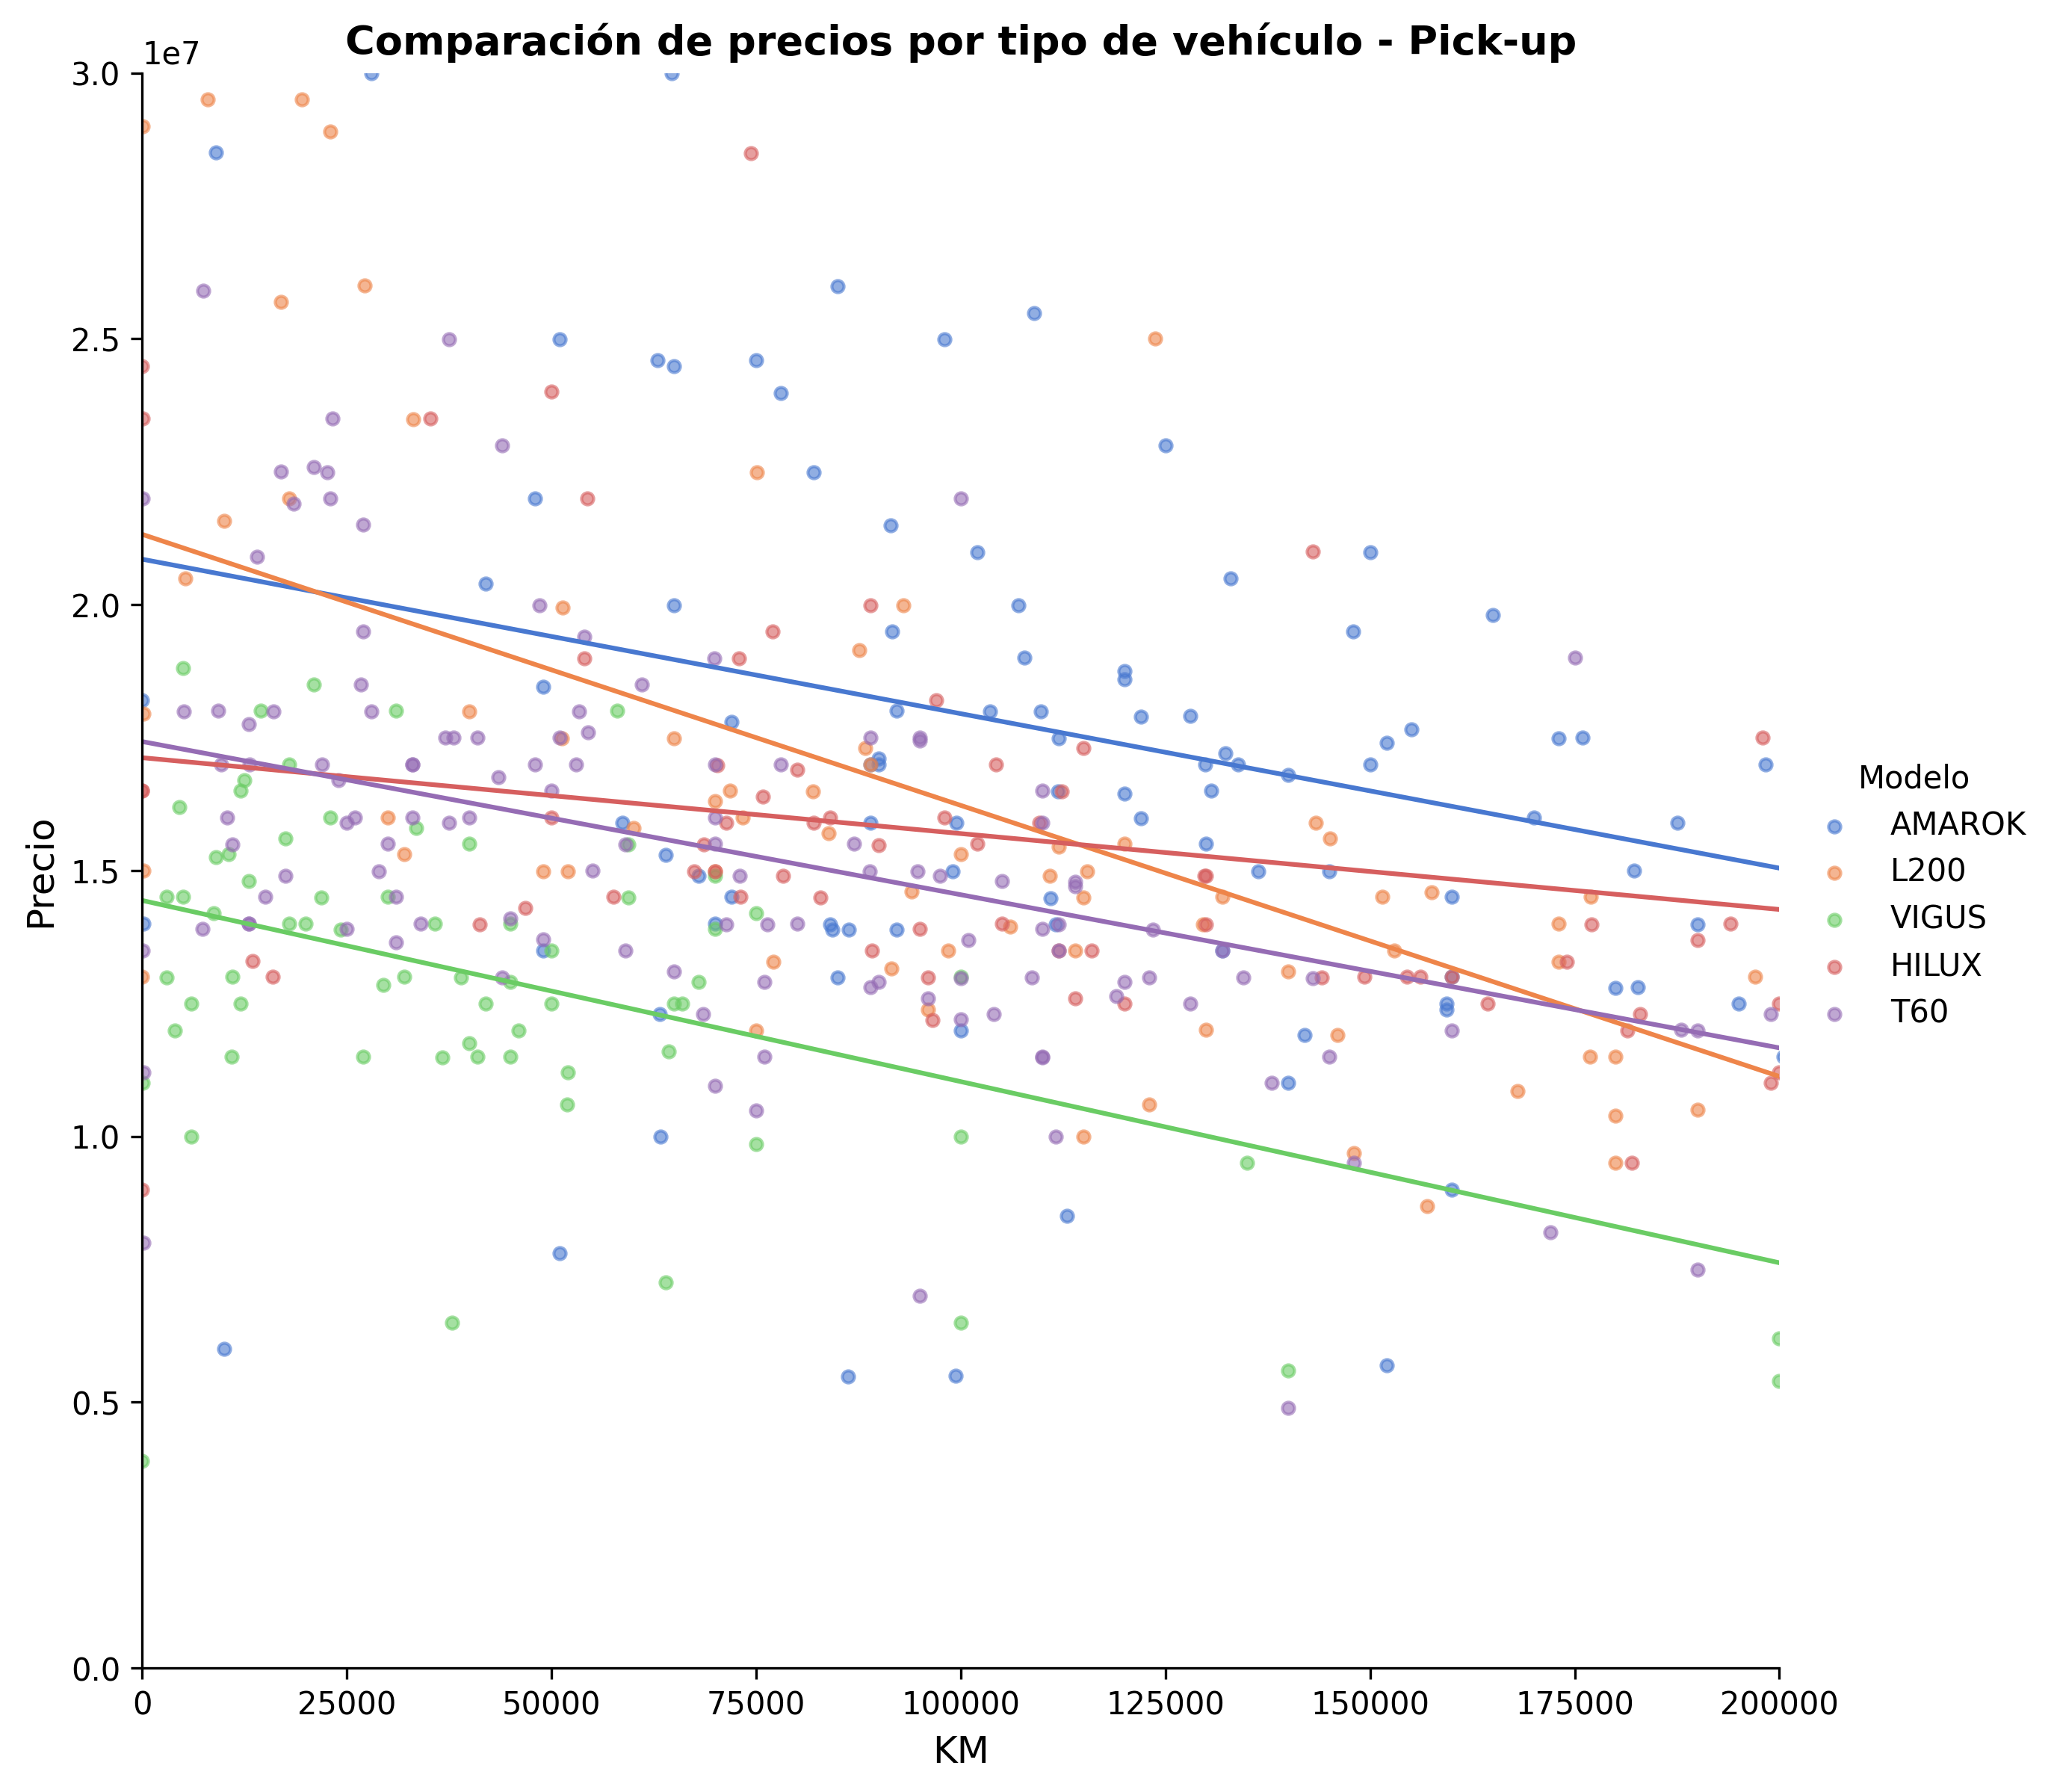 Comparación de precios por tipo de vehículo - Pick-up
1e7
3.0
2.5
2.0
1.5
1.0
0.5
0.0
Precio
0 25000 50000 75000 100000 125000 150000 175000 200000
KM
Modelo
AMAROK
L200
VIGUS
HILUX
T60